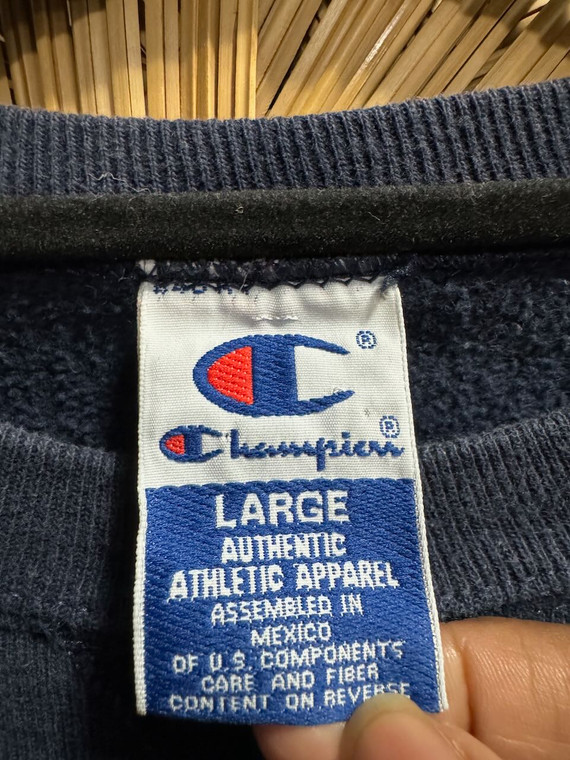 ®
Champion®
LARGE
AUTHENTIC
ATHLETIC APPAREL
ASSEMBLED IN
MEXICO
OF U.S. COMPONENTS
CARE AND FIBER
CONTENT ON REVERSE